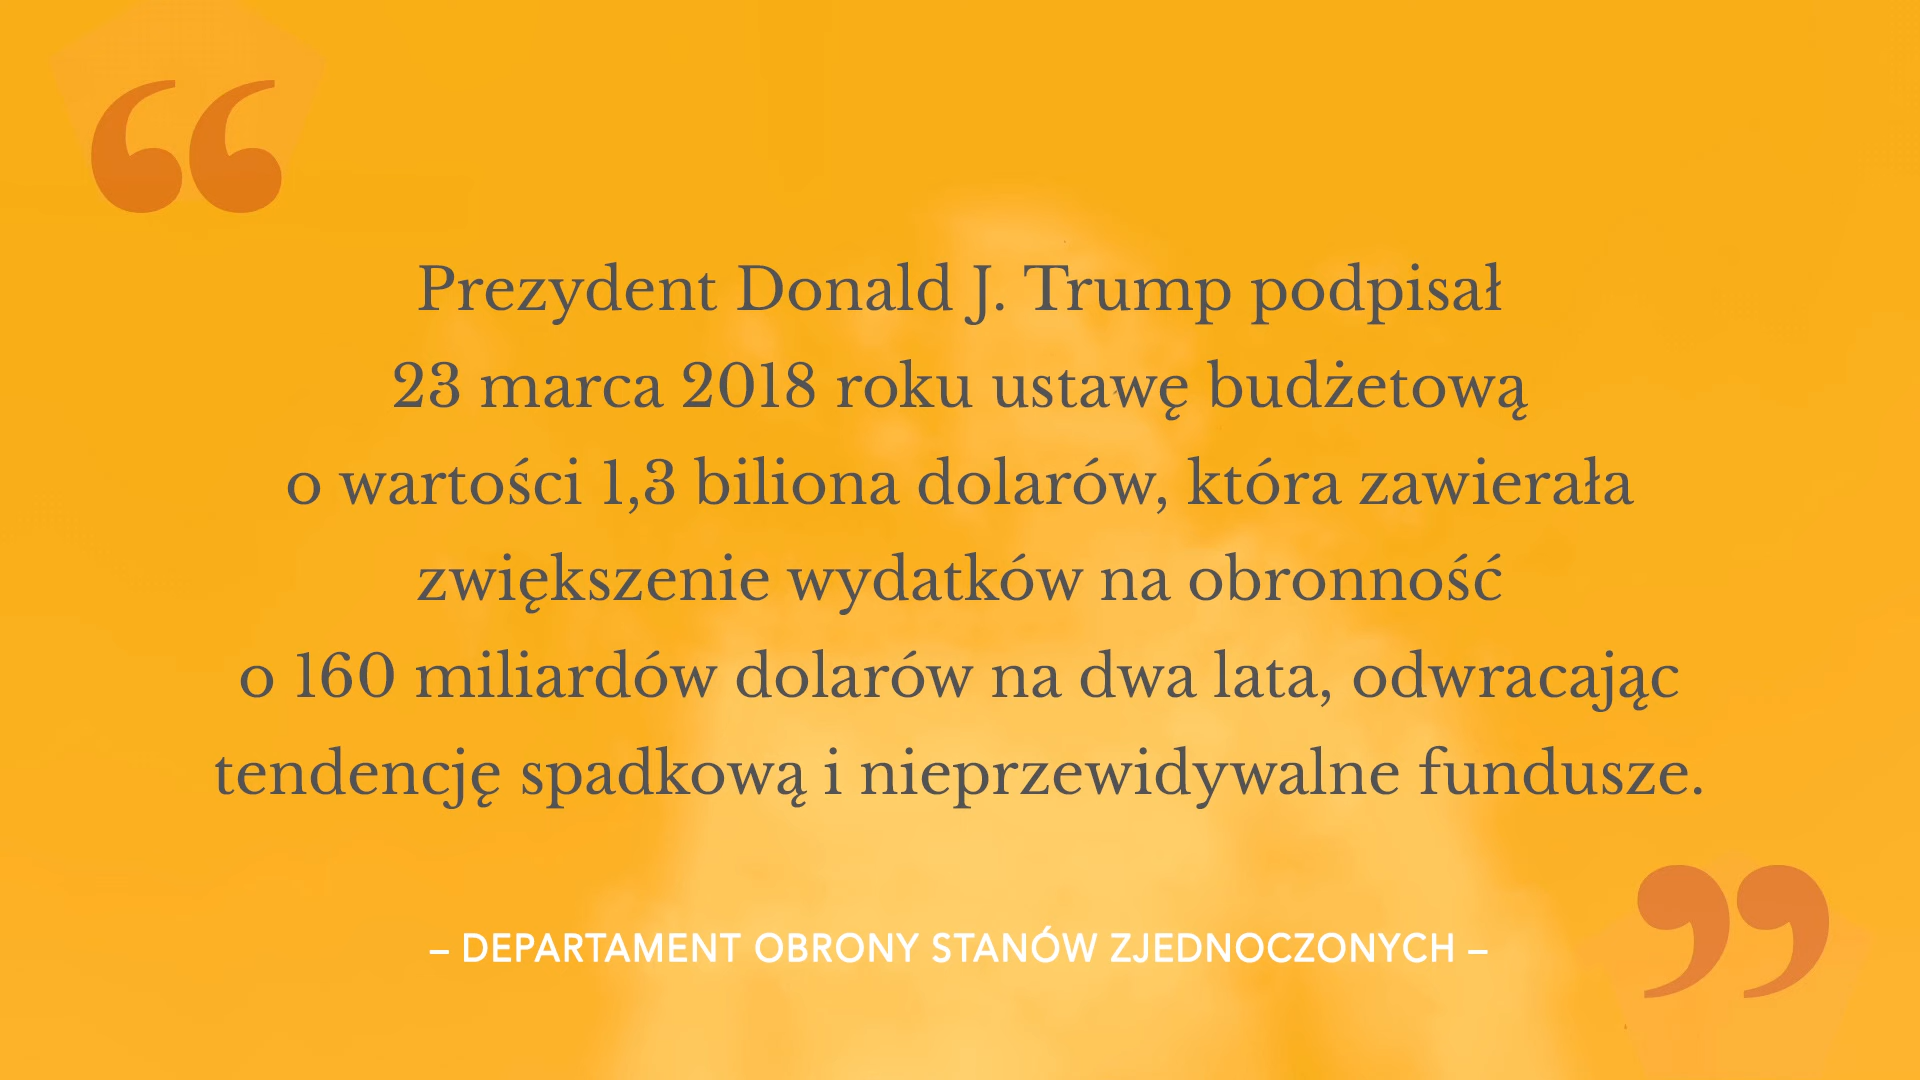 “
Prezydent Donald J. Trump podpisał
23 marca 2018 roku ustawę budżetową
o wartości 1,3 biliona dolarów, która zawierała
zwiększenie wydatków na obronność
o 160 miliardów dolarów na dwa lata, odwracając
tendencję spadkową i nieprzewidywalne fundusze.
”
– DEPARTAMENT OBRONY STANÓW ZJEDNOCZONYCH –